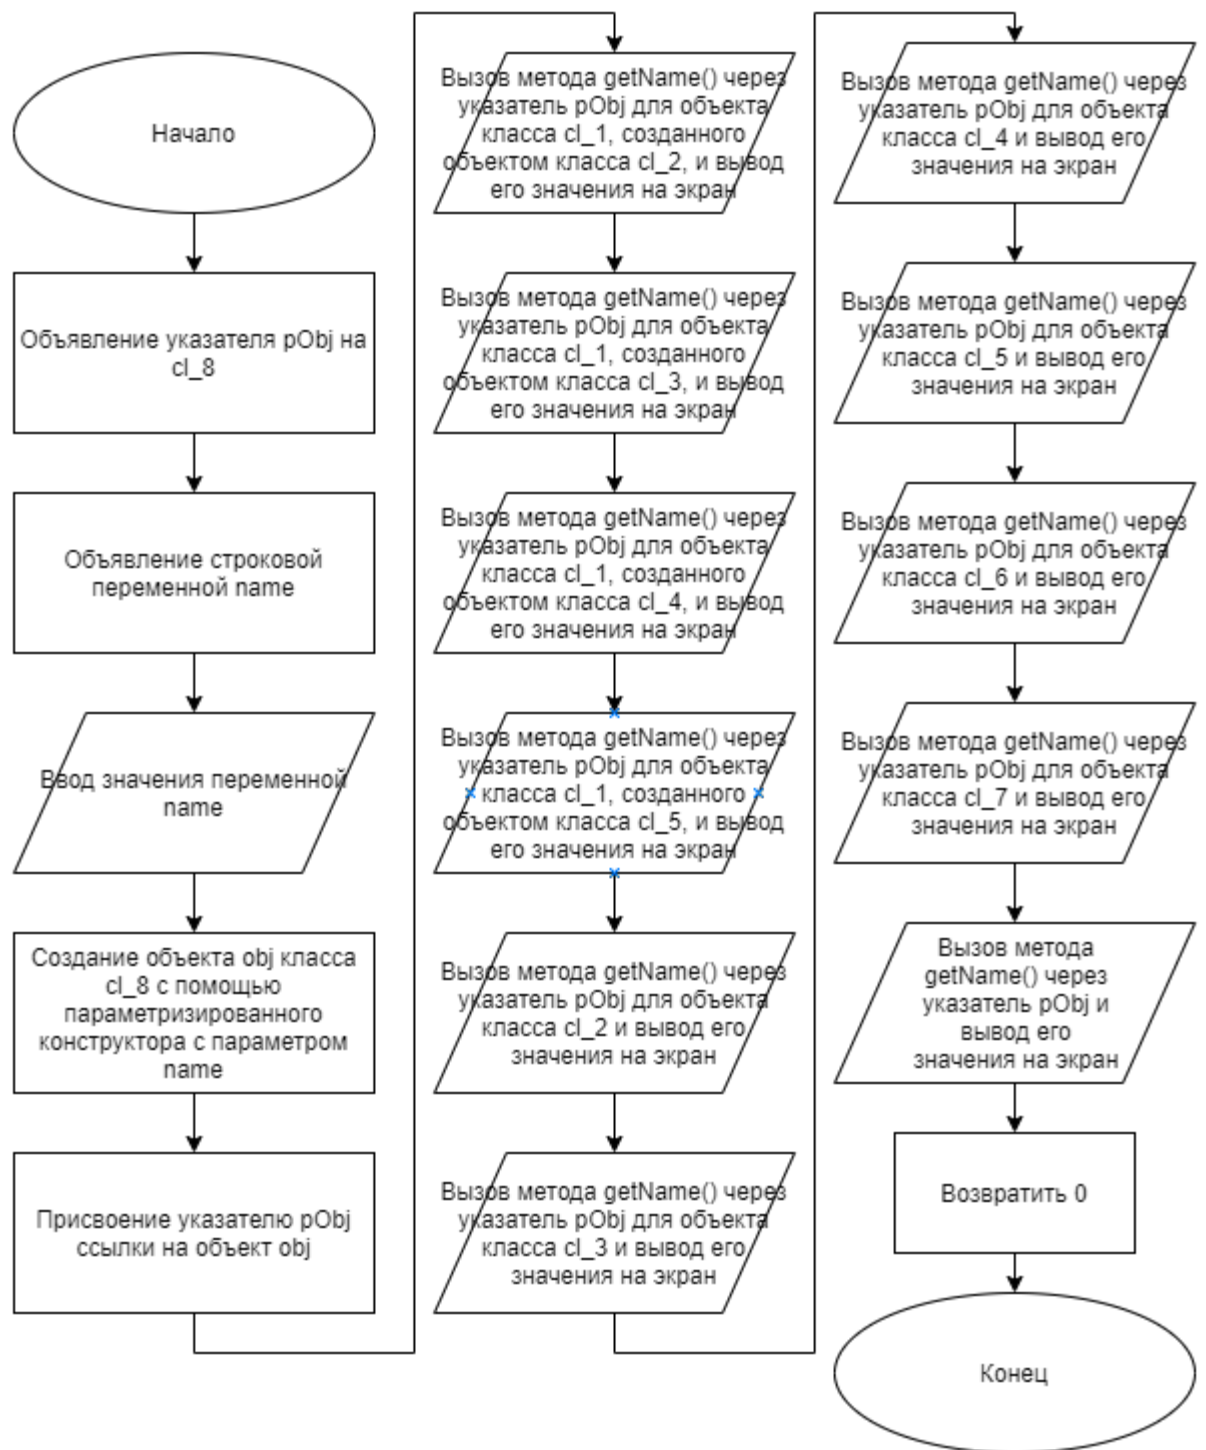 Начало
Объявление указателя pObj на
cl_8
Объявление строковой
переменной name
Ввод значения переменной
name
Создание объекта obj класса
cl_8 с помощью
параметризированного
конструктора с параметром
name
Присвоение указателю pObj
ссылки на объект obj
Вызов метода getName() через
указатель pObj для объекта
класса cl_1, созданного
объектом класса cl_2, и вывод
его значения на экран
Вызов метода getName() через
указатель pObj для объекта
класса cl_1, созданного
объектом класса cl_3, и вывод
его значения на экран
Вызов метода getName() через
указатель pObj для объекта
класса cl_1, созданного
объектом класса cl_4, и вывод
его значения на экран
Вызов метода getName() через
указатель pObj для объекта
класса cl_1, созданного
объектом класса cl_5, и вывод
его значения на экран
Вызов метода getName() через
указатель pObj для объекта
класса cl_2 и вывод его
значения на экран
Вызов метода getName() через
указатель pObj для объекта
класса cl_3 и вывод его
значения на экран
Вызов метода getName() через
указатель pObj для объекта
класса cl_4 и вывод его
значения на экран
Вызов метода getName() через
указатель pObj для объекта
класса cl_5 и вывод его
значения на экран
Вызов метода getName() через
указатель pObj для объекта
класса cl_6 и вывод его
значения на экран
Вызов метода getName() через
указатель pObj для объекта
класса cl_7 и вывод его
значения на экран
Вызов метода
getName() через
указатель pObj и
вывод его
значения на экран
Возвратить 0
Конец